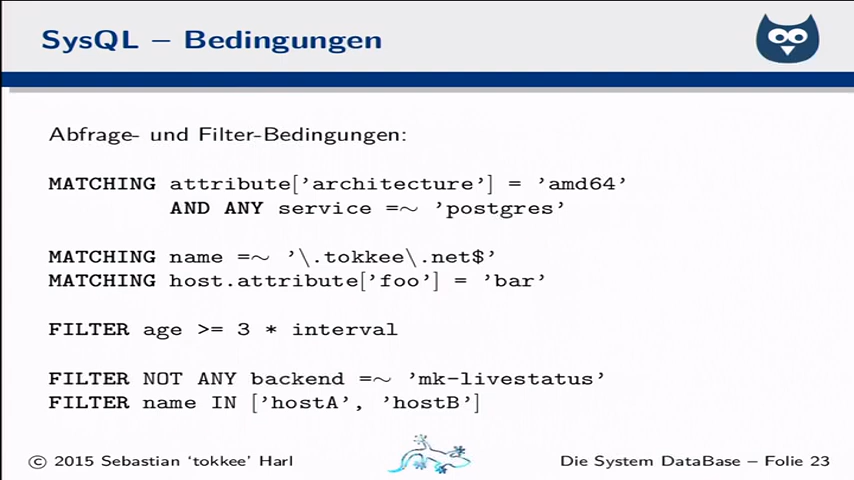 SysQL – Bedingungen
Abfrage- und Filter-Bedingungen:
MATCHING attribute['architecture'] = 'amd64'
AND ANY service =~ 'postgres'
MATCHING name =~ '\.tokkee\.net$'
MATCHING host.attribute['foo'] = 'bar'
FILTER age >= 3 * interval
FILTER NOT ANY backend =~ 'mk-livestatus'
FILTER name IN ['hostA', 'hostB']
© 2015 Sebastian 'tokkee' Harl
Die System DataBase – Folie 23